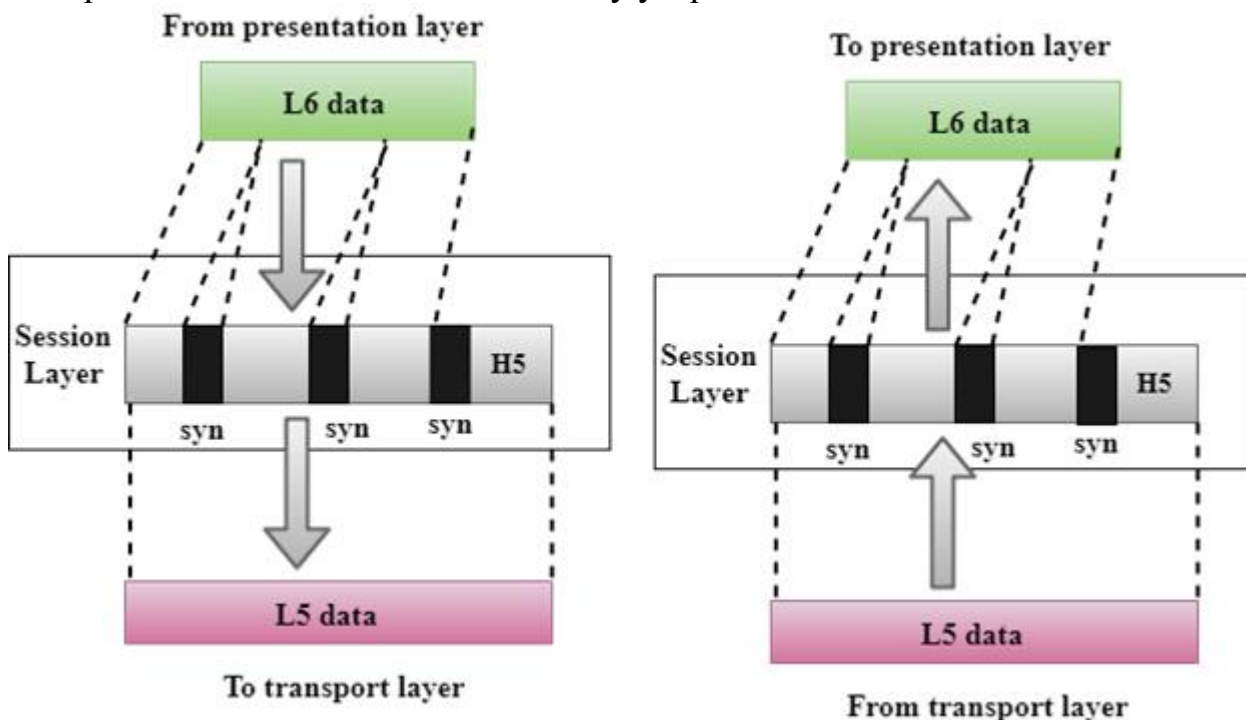 From presentation layer
L6 data
Session
Layer
H5
syn
syn
syn
L5 data
To transport layer
To presentation layer
L6 data
Session
Layer
H5
syn
syn
syn
L5 data
From transport layer